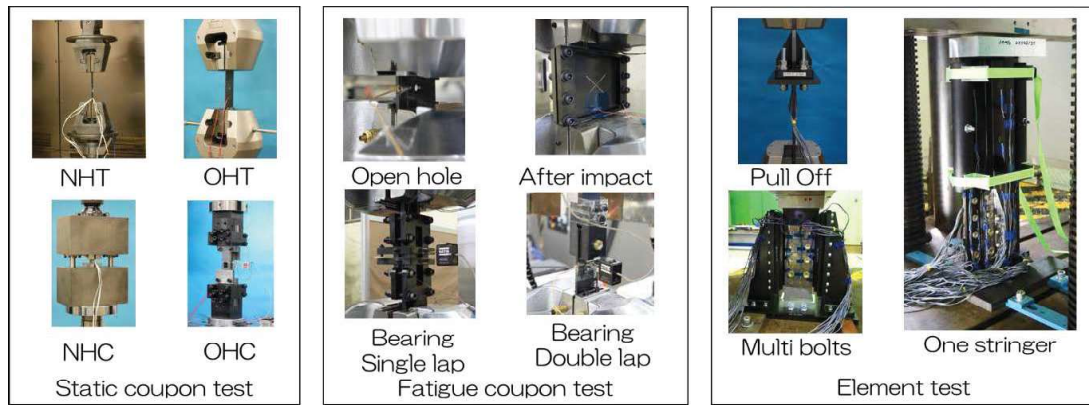 NHT
OHT
NHC
OHC
Static coupon test
Open hole
After impact
Bearing
Single lap
Bearing
Double lap
Fatigue coupon test
Pull Off
Multi bolts
One stringer
Element test